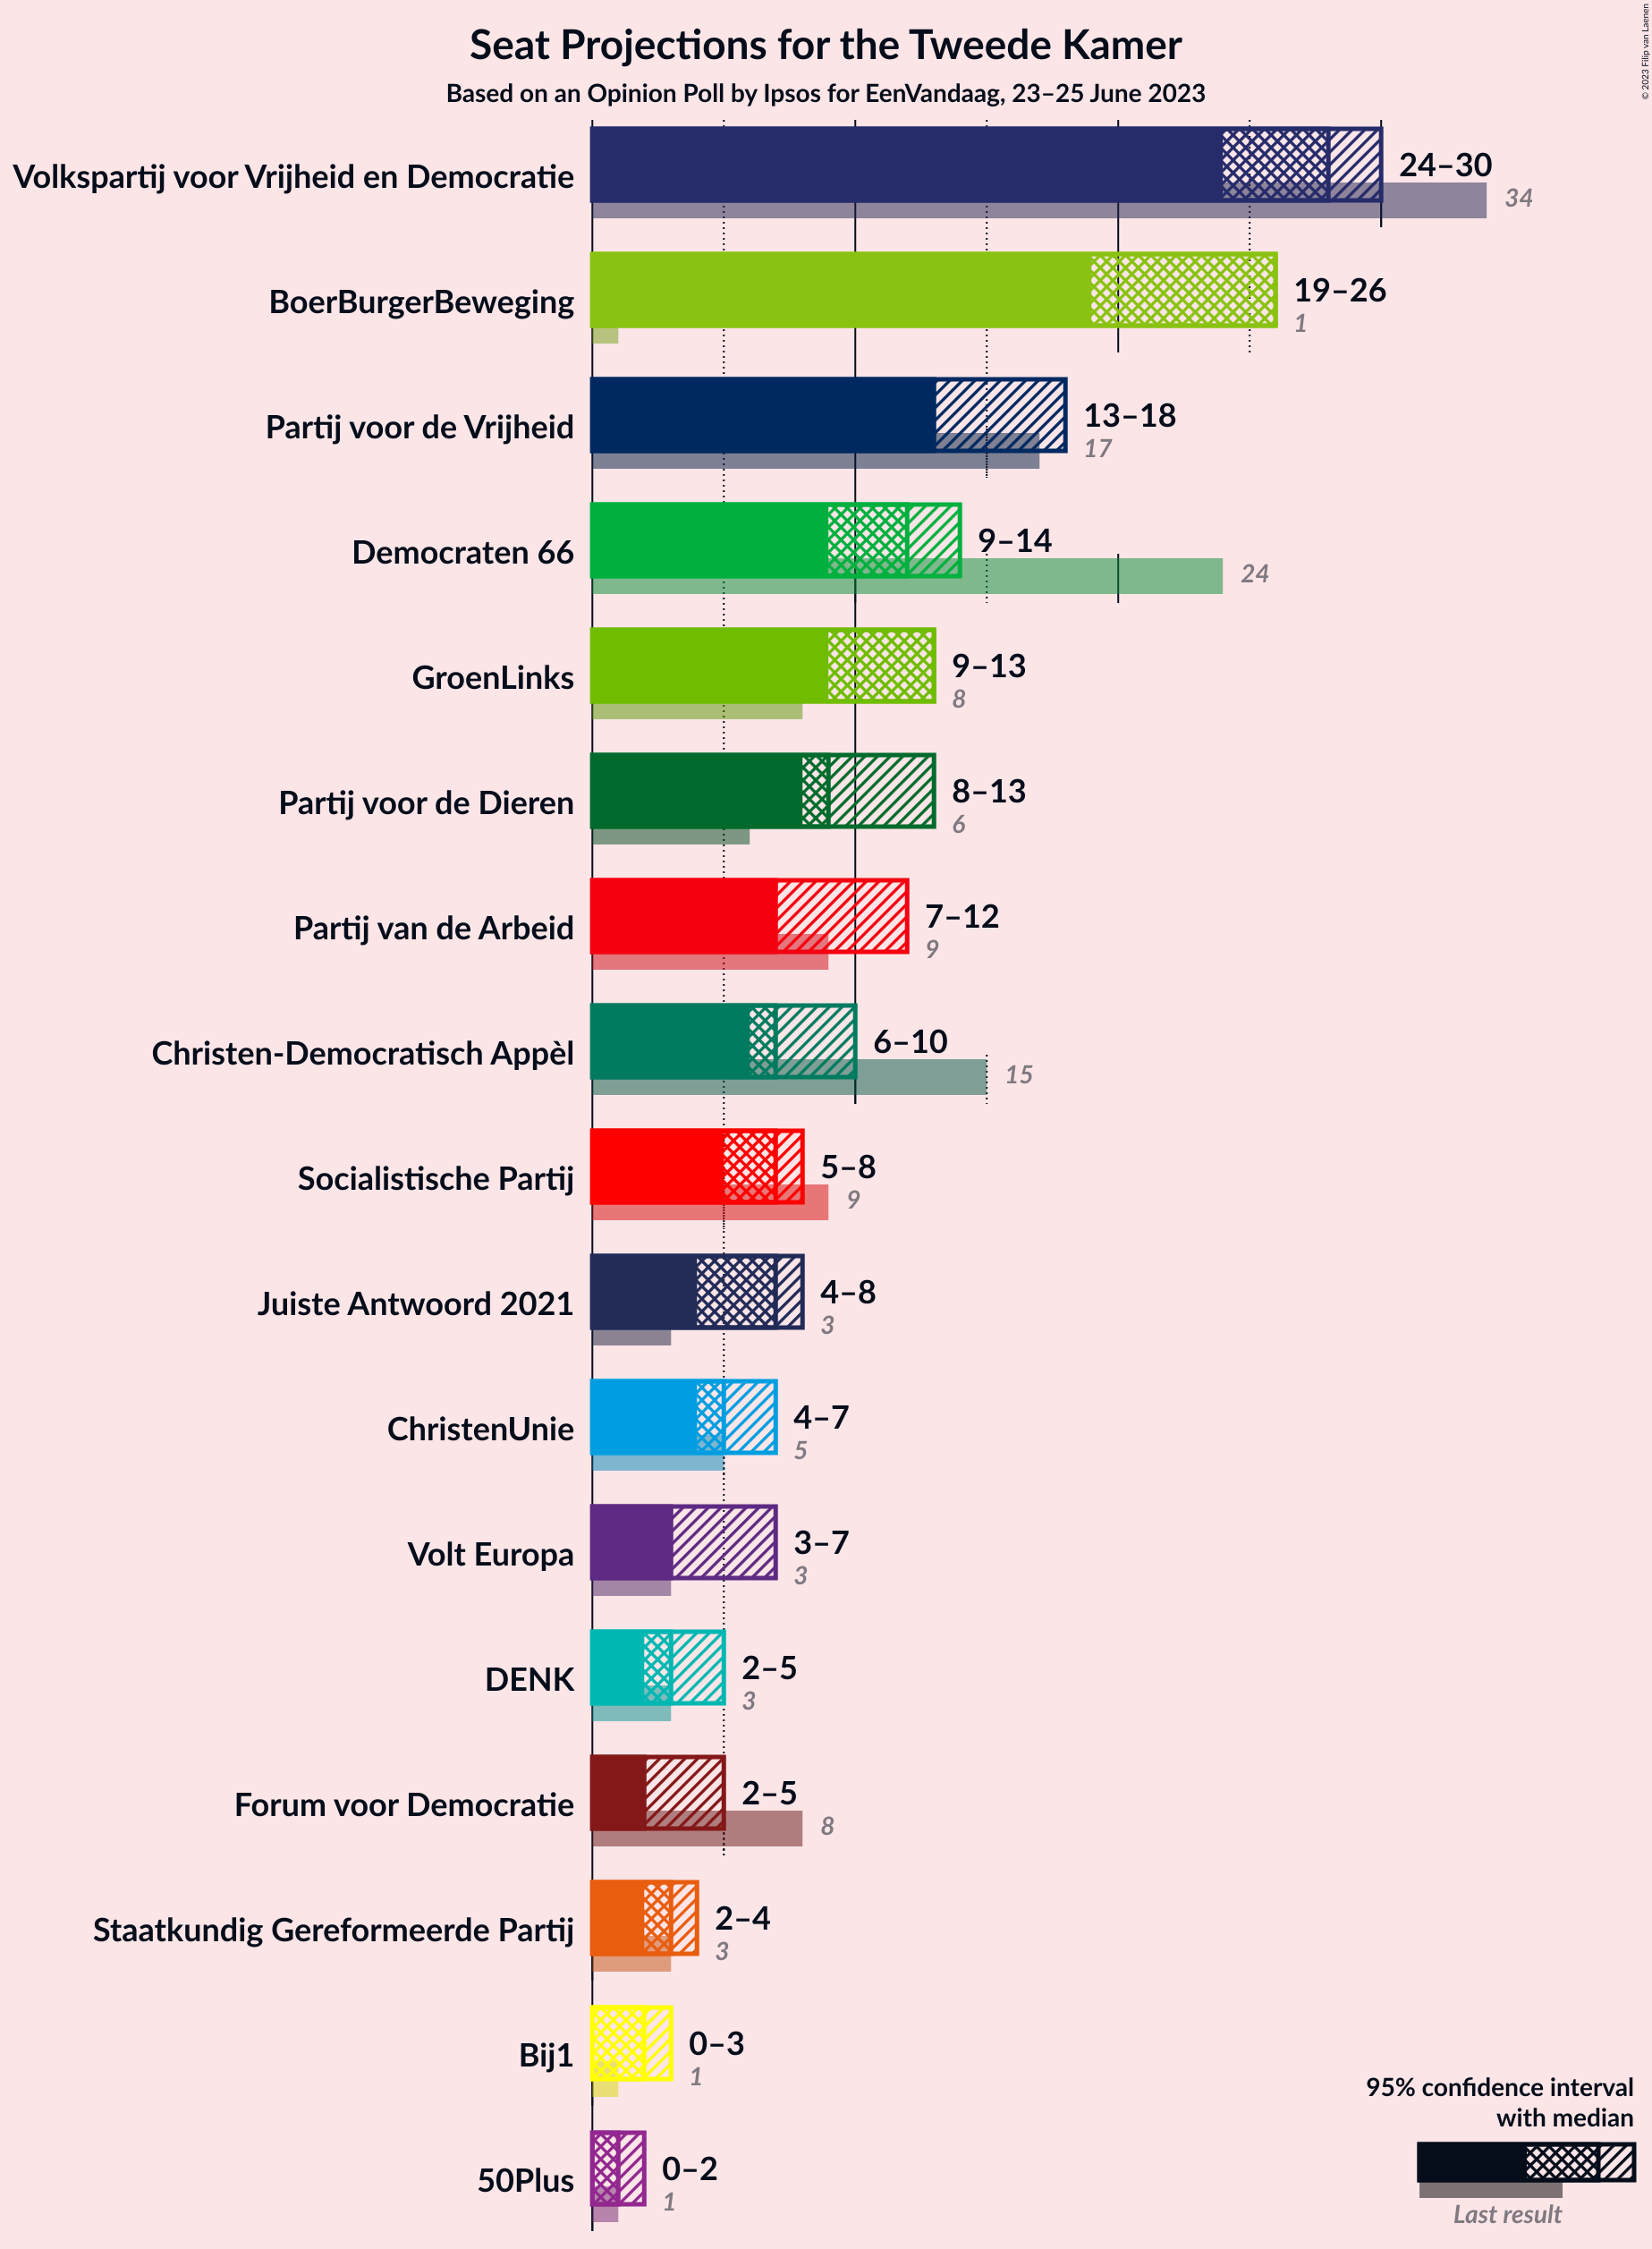 Seat Projections for the Tweede Kamer
Based on an Opinion Poll by Ipsos for EenVandaag, 23–25 June 2023
© 2023 Filip van Laenen
Volkspartij voor Vrijheid en Democratie
24–30
34
BoerBurgerBeweging
19–26
1
Partij voor de Vrijheid
13–18
17
Democraten 66
9–14
24
GroenLinks
9–13
8
Partij voor de Dieren
8–13
6
Partij van de Arbeid
7–12
9
Christen-Democratisch Appèl
6–10
15
Socialistische Partij
5–8
9
Juiste Antwoord 2021
4–8
3
ChristenUnie
4–7
5
Volt Europa
3–7
3
DENK
2–5
3
Forum voor Democratie
2–5
8
Staatkundig Gereformeerde Partij
2–4
3
Bij1
0–3
1
50Plus
0–2
1
95% confidence interval
with median
Last result